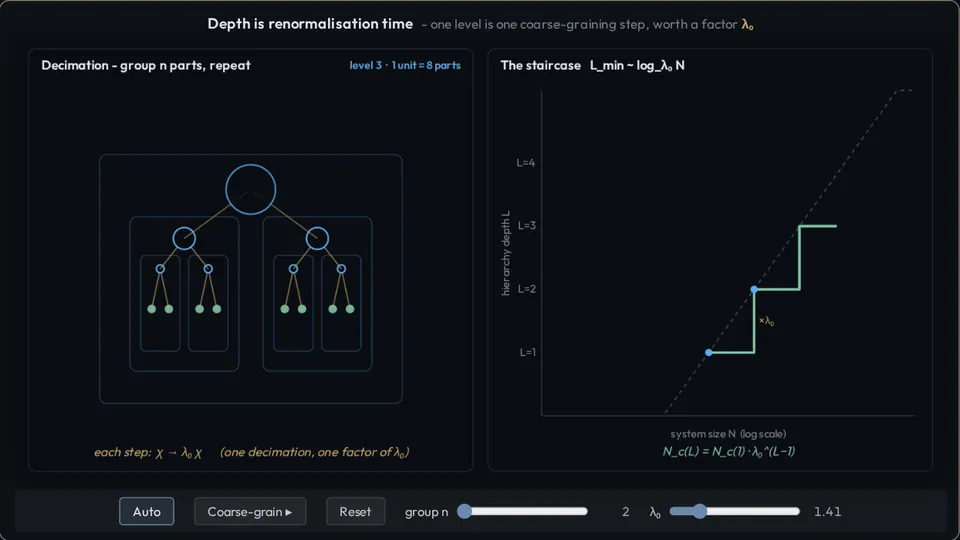 Depth is renormalisation time - one level is one coarse-graining step, worth a factor λ₀
Decimation - group n parts, repeat
level 3 · 1 unit = 8 parts
each step: χ → λ₀ χ (one decimation, one factor of λ₀)
The staircase L_min ~ log_λ₀ N
L=4
L=3
L=2
L=1
hierarchy depth L
×λ₀
system size N (log scale)
N_c(L) = N_c(1)·λ₀^(L−1)
Auto
Coarse-grain ▸
Reset
group n
2
λ₀
1.41